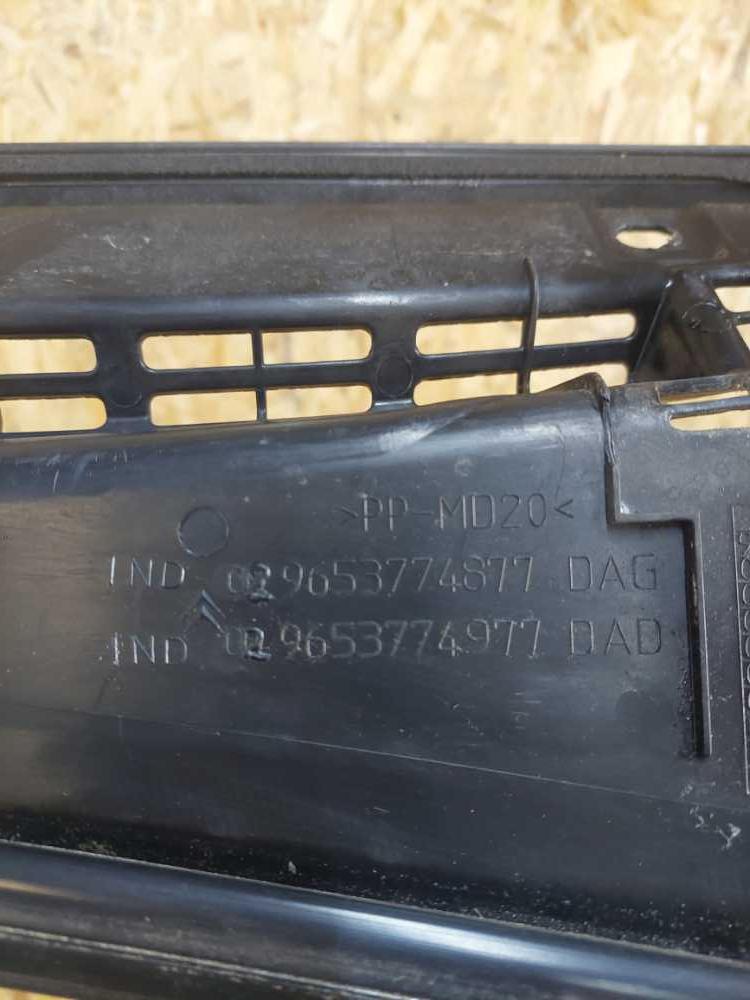 >PP-MD20<
IND 02 9653774877 DAG
IND 02 9653774977 DAD